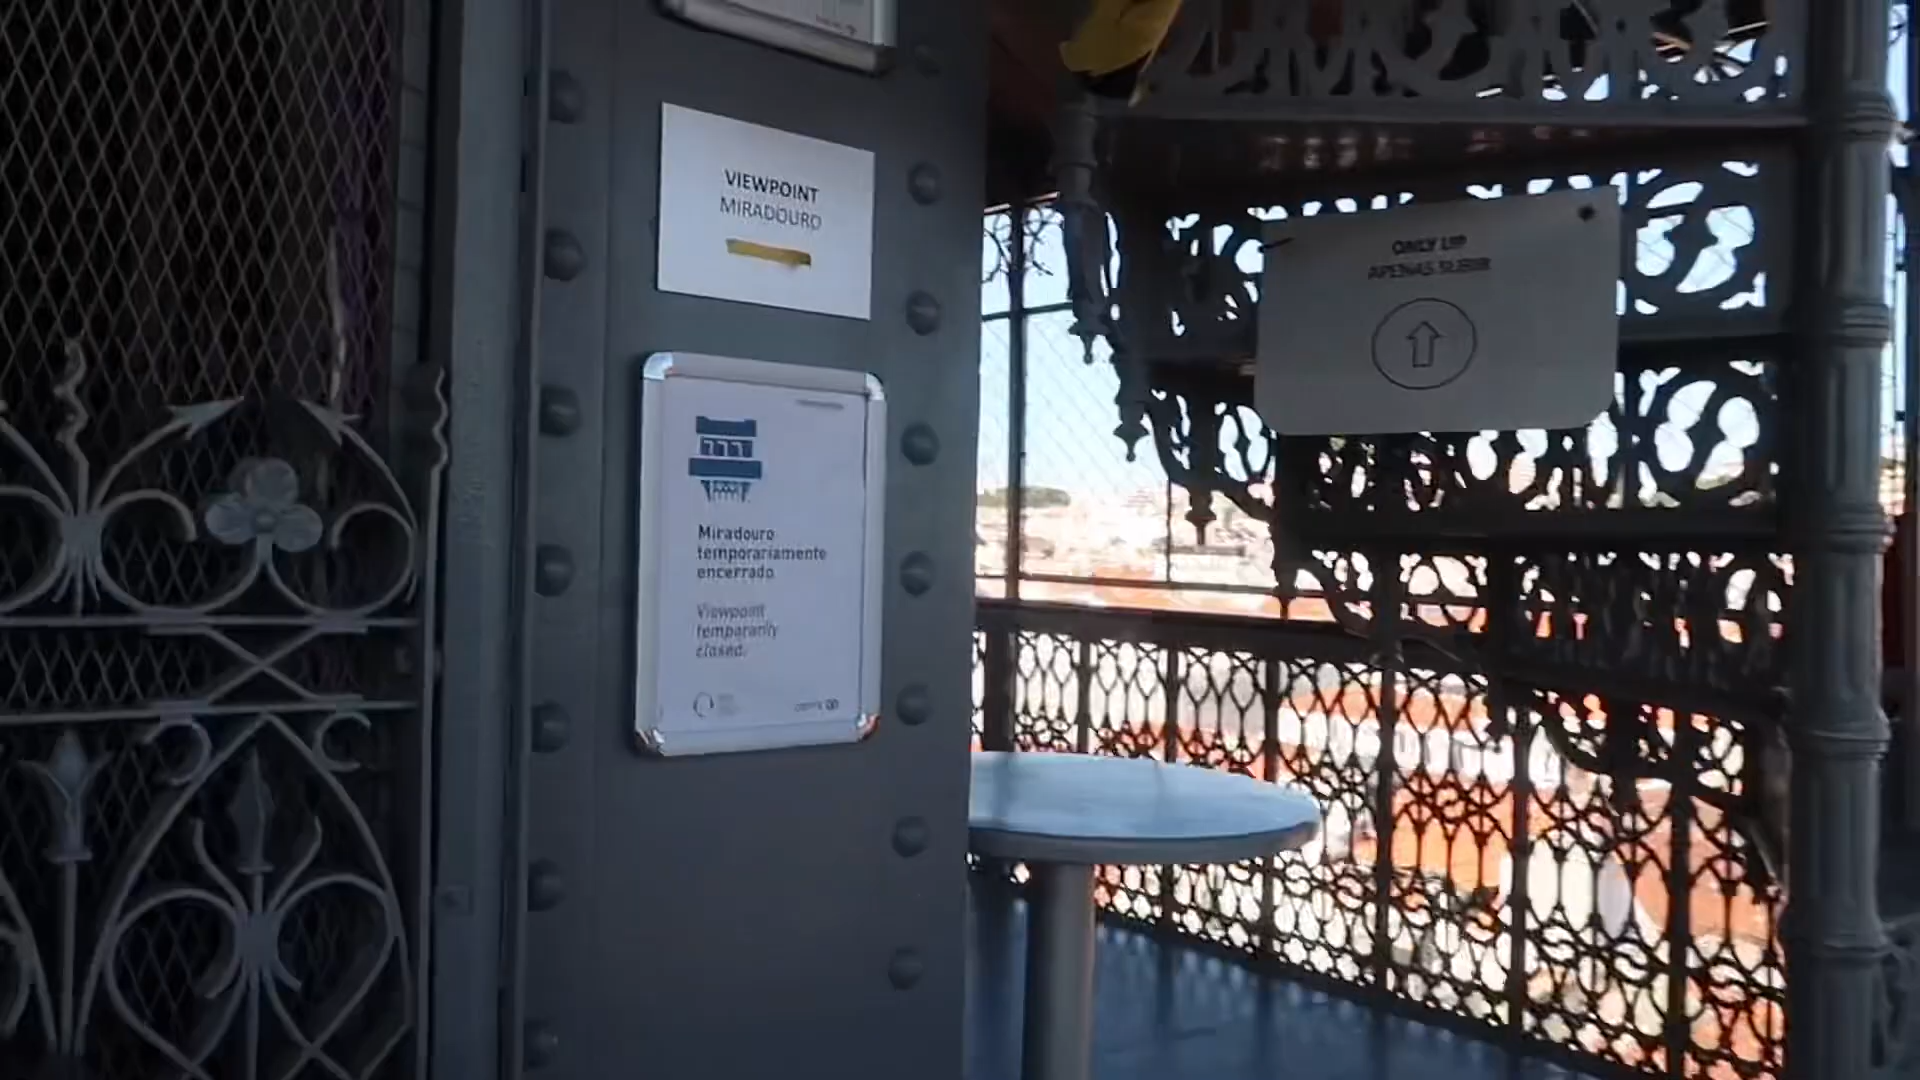 VIEWPOINT
MIRADOURO
Miradouro
temporariamente
encerrado
Viewpoint
temporarily
closed.
ONLY UP
APENAS SUBIR